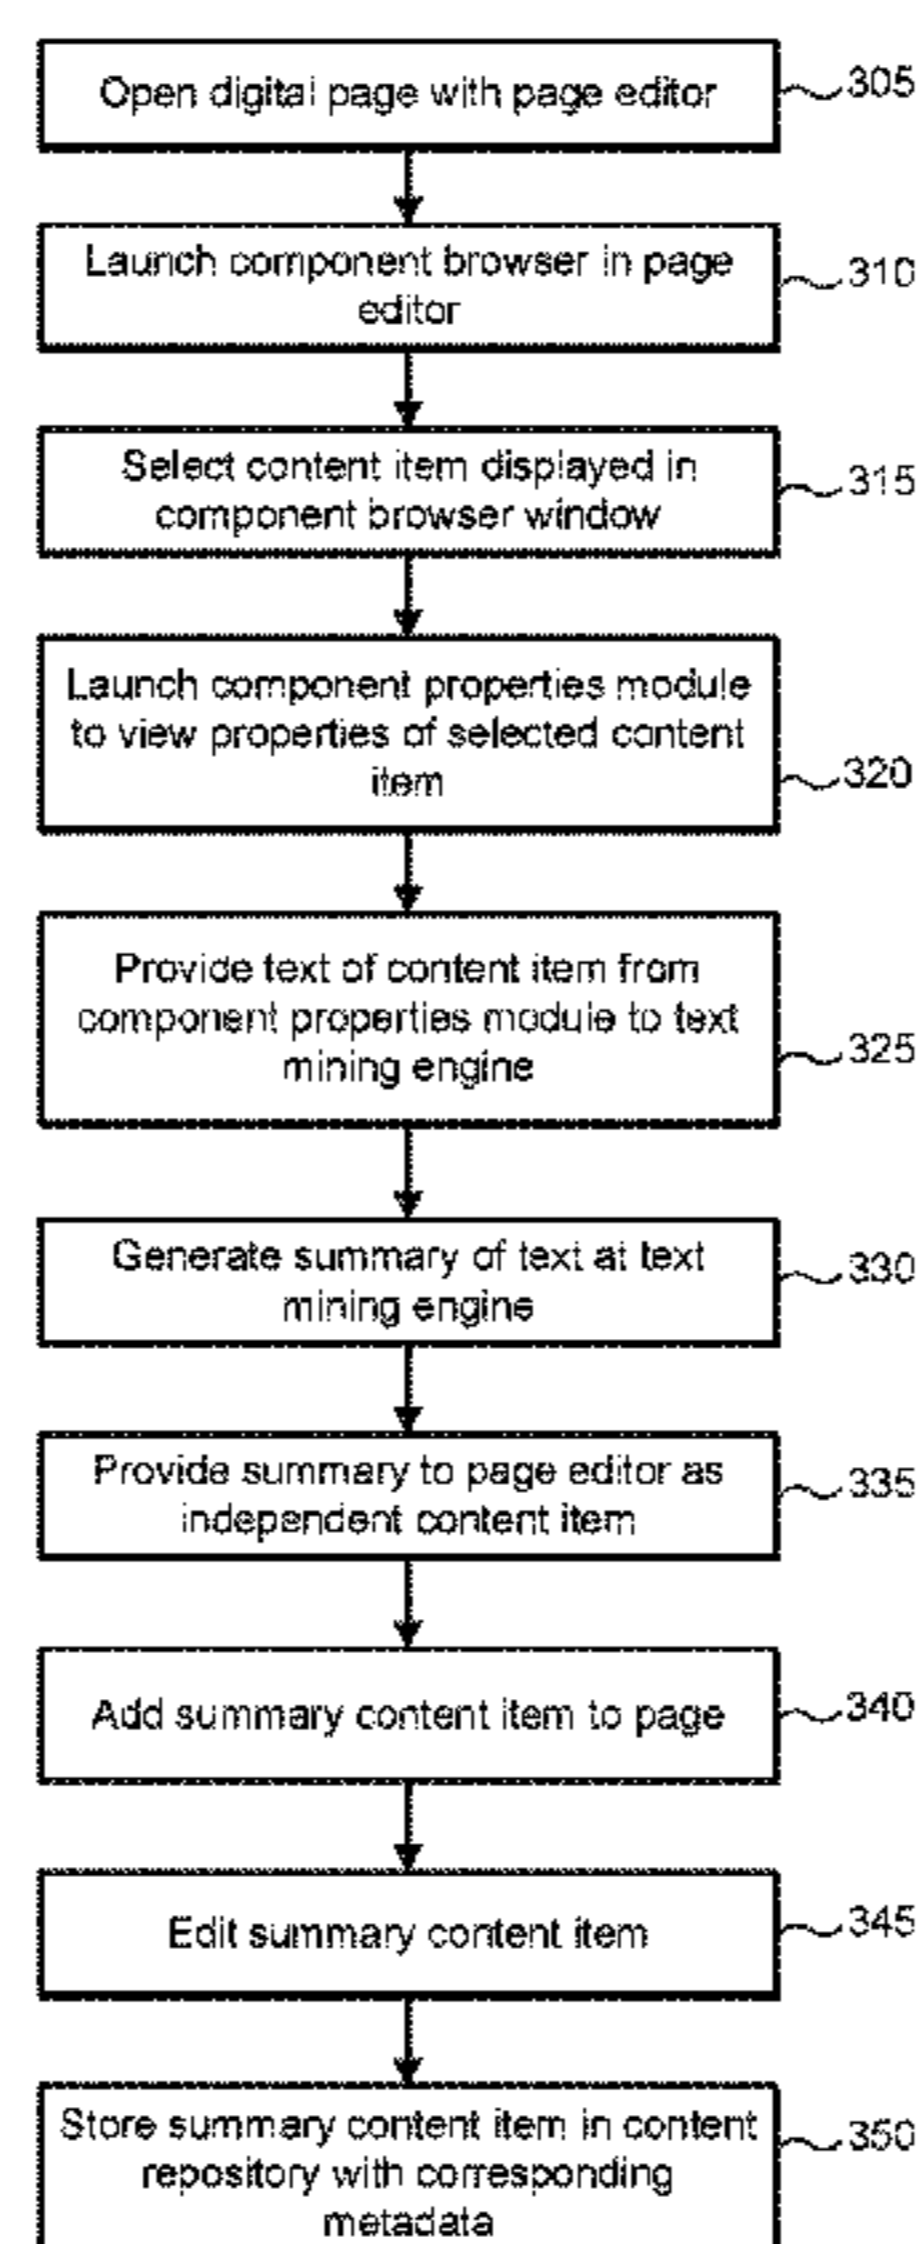 Open digital page with page editor
305
Launch component browser in page
editor
310
Select content item displayed in
component browser window
315
Launch component properties module
to view properties of selected content
item
320
Provide text of content item from
component properties module to text
mining engine
325
Generate summary of text at text
mining engine
330
Provide summary to page editor as
independent content item
335
Add summary content item to page
340
Edit summary content item
345
Store summary content item in content
repository with corresponding
metadata
350